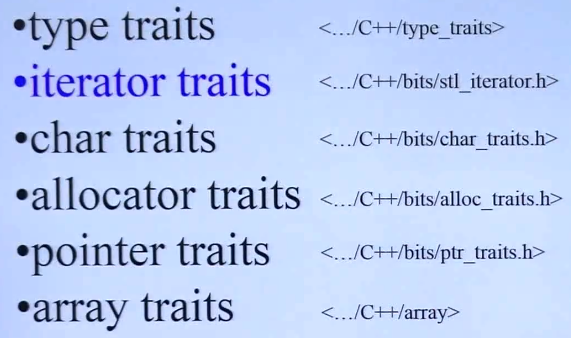 •type traits <.../C++/type_traits>
•iterator traits <.../C++/bits/stl_iterator.h>
•char traits <.../C++/bits/char_traits.h>
•allocator traits <.../C++/bits/alloc_traits.h>
•pointer traits <.../C++/bits/ptr_traits.h>
•array traits <.../C++/array>